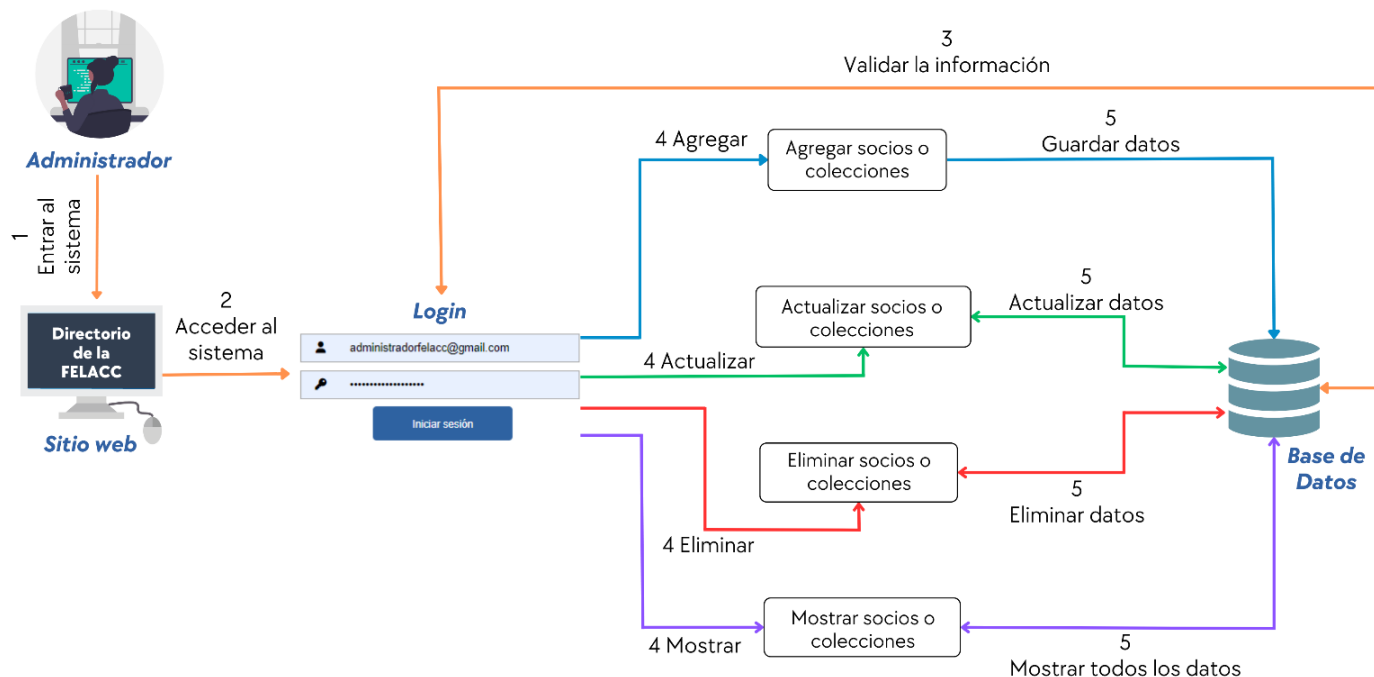 3
Validar la información
4 Agregar
Agregar socios o
colecciones
5
Guardar datos
Administrador
1
Entrar al
sistema
Directorio
de la
FELACC
Sitio web
2
Acceder al
sistema
Login
administradorfelacc@gmail.com
••••••••••••••••••••
Iniciar sesión
4 Actualizar
Actualizar socios o
colecciones
5
Actualizar datos
Base de
Datos
4 Eliminar
Eliminar socios o
colecciones
5
Eliminar datos
4 Mostrar
Mostrar socios o
colecciones
5
Mostrar todos los datos